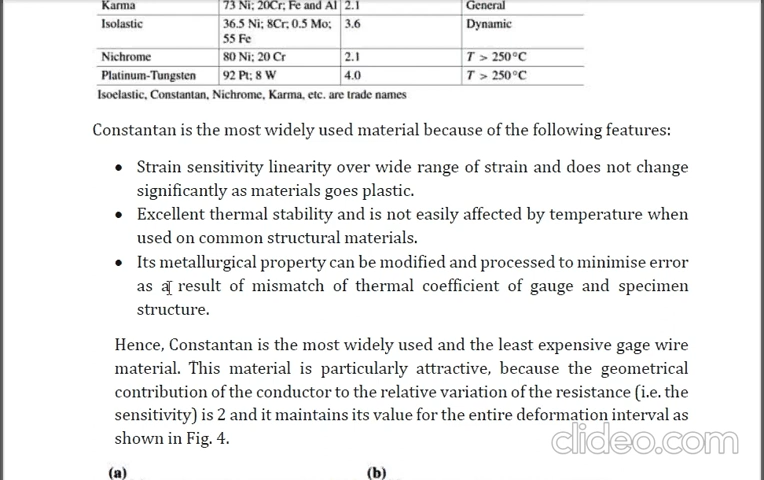 Karma 73 Ni; 20Cr; Fe and Al 2.1 General
Isolastic 36.5 Ni; 8Cr; 0.5 Mo; 3.6 Dynamic
55 Fe
Nichrome 80 Ni; 20 Cr 2.1 T > 250°C
Platinum-Tungsten 92 Pt; 8 W 4.0 T > 250°C
Isoelastic, Constantan, Nichrome, Karma, etc. are trade names
Constantan is the most widely used material because of the following features:
• Strain sensitivity linearity over wide range of strain and does not change
significantly as materials goes plastic.
• Excellent thermal stability and is not easily affected by temperature when
used on common structural materials.
• Its metallurgical property can be modified and processed to minimise error
as a result of mismatch of thermal coefficient of gauge and specimen
structure.
Hence, Constantan is the most widely used and the least expensive gage wire
material. This material is particularly attractive, because the geometrical
contribution of the conductor to the relative variation of the resistance (i.e. the
sensitivity) is 2 and it maintains its value for the entire deformation interval as
shown in Fig. 4.
clideo.com
(a) (b)